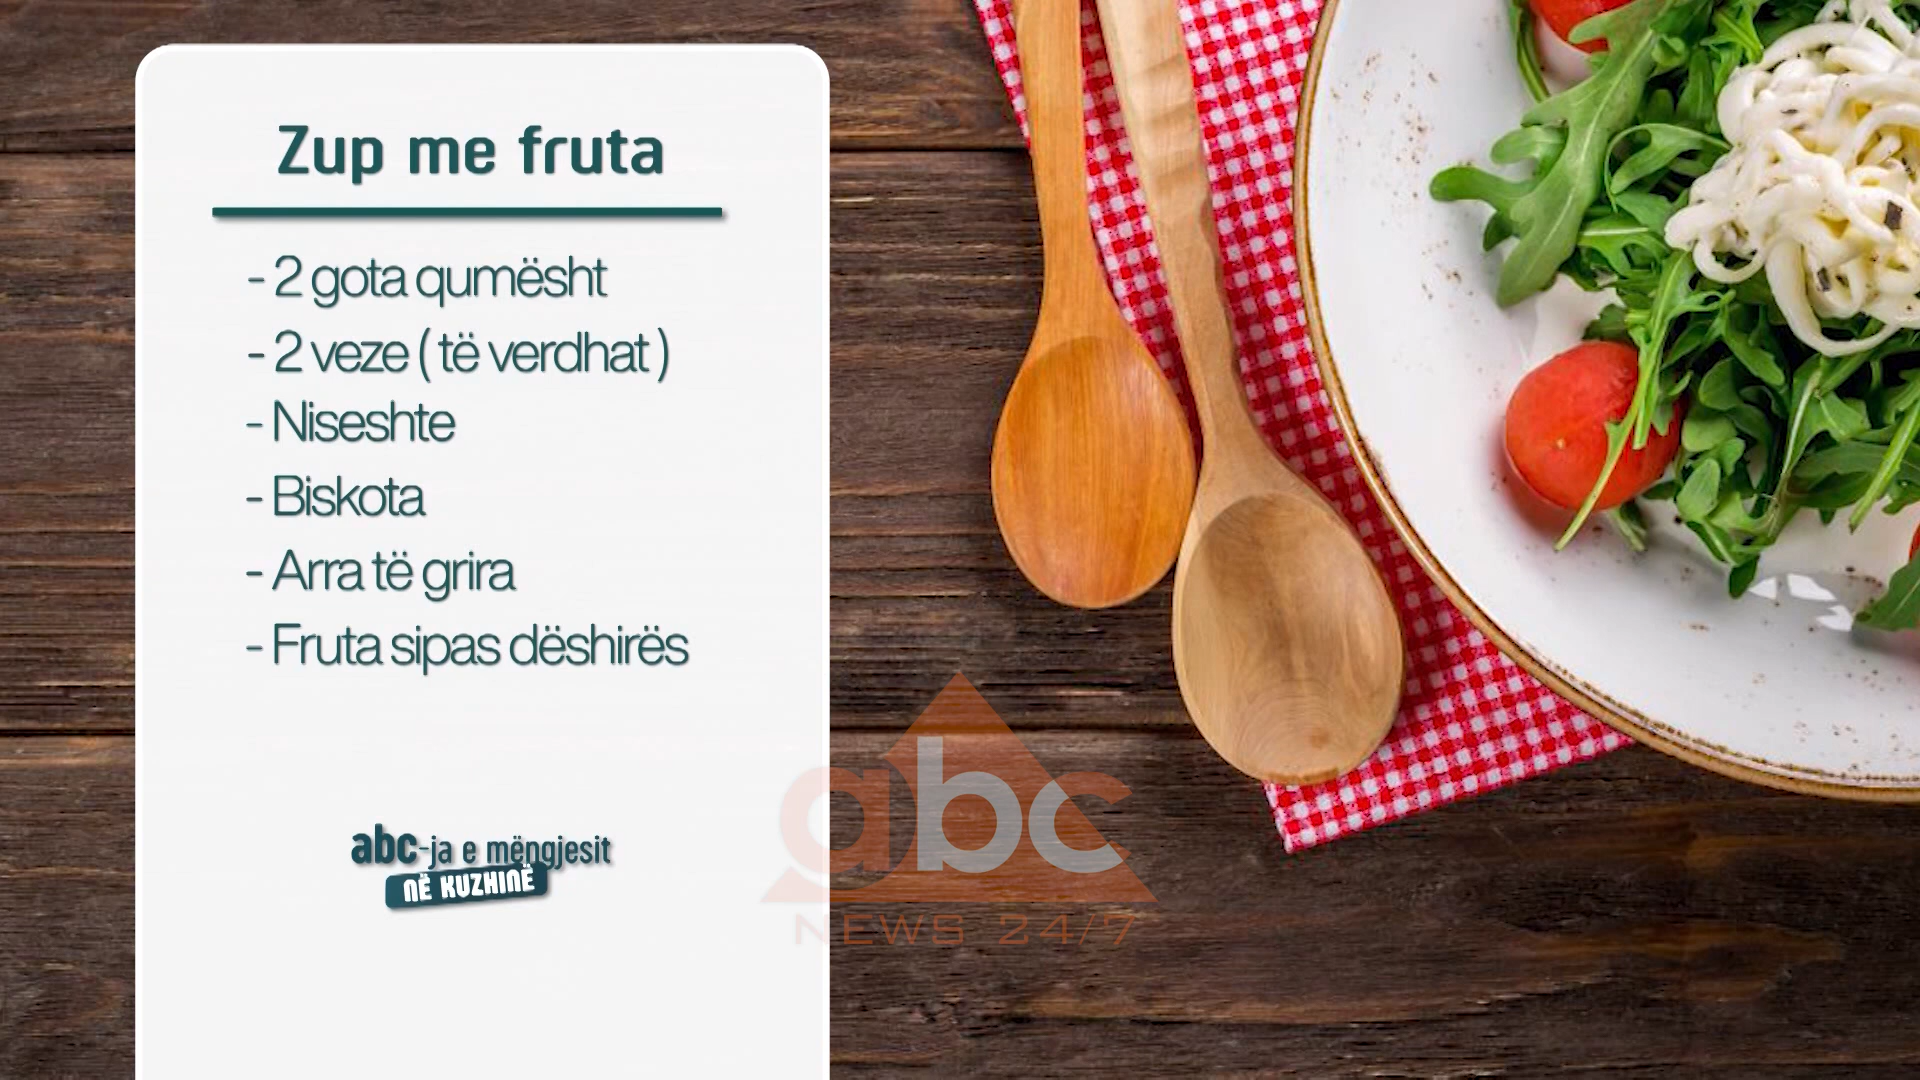 Zup me fruta
- 2 gota qumësht
- 2 veze ( të verdhat )
- Niseshte
- Biskota
- Arra të grira
- Fruta sipas dëshirës
abc-ja e mëngjesit
NË KUZHINË
abc
NEWS 24/7